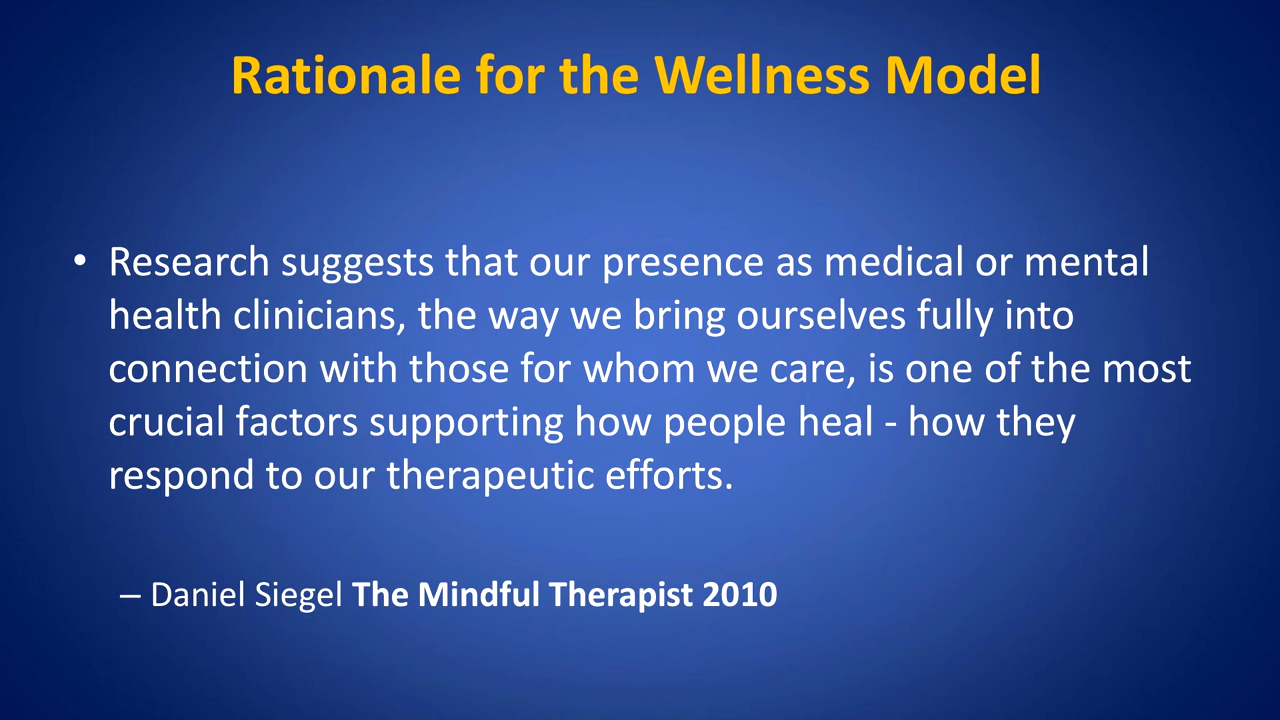 Rationale for the Wellness Model
• Research suggests that our presence as medical or mental
health clinicians, the way we bring ourselves fully into
connection with those for whom we care, is one of the most
crucial factors supporting how people heal - how they
respond to our therapeutic efforts.
– Daniel Siegel The Mindful Therapist 2010